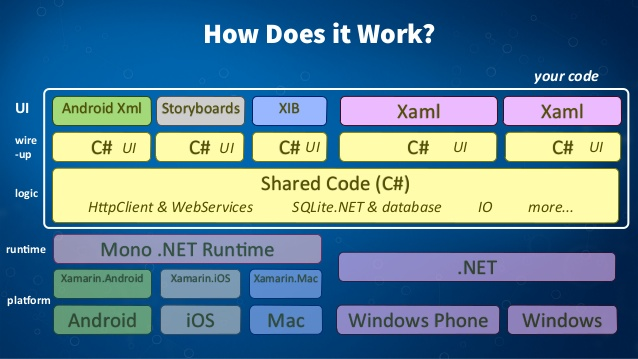 How Does it Work?
your code
UI Android Xml Storyboards XIB Xaml Xaml
wire
-up C# UI C# UI C# UI C# UI C# UI
logic Shared Code (C#)
HttpClient & WebServices SQLite.NET & database IO more...
runtime Mono .NET Runtime .NET
Xamarin.Android Xamarin.iOS Xamarin.Mac
platform
Android iOS Mac Windows Phone Windows